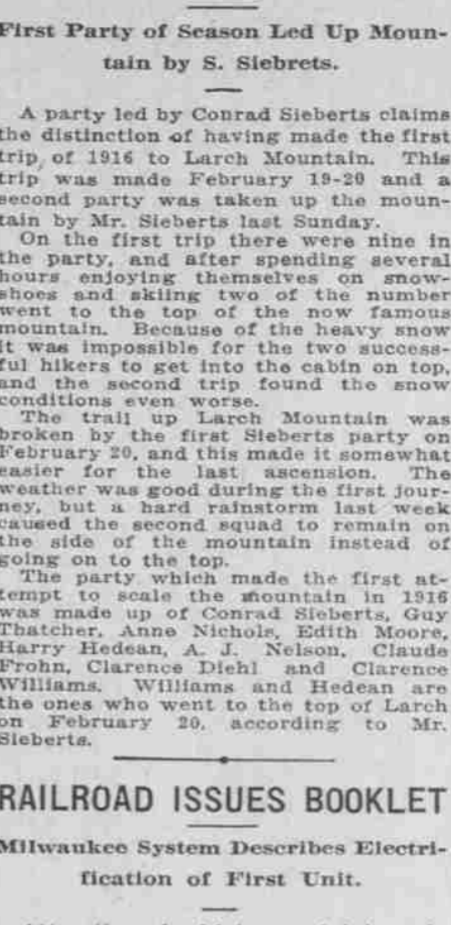 First Party of Season Led Up Moun-
tain by S. Siebrets.
A party led by Conrad Sieberts claims
the distinction of having made the first
trip of 1916 to Larch Mountain. This
trip was made February 19-20 and a
second party was taken up the moun-
tain by Mr. Sieberts last Sunday.
On the first trip there were nine in
the party, and after spending several
hours enjoying themselves on snow-
shoes and skiing two of the number
went to the top of the now famous
mountain. Because of the heavy snow
it was impossible for the two success-
ful hikers to get into the cabin on top,
and the second trip found the snow
conditions even worse.
The trail up Larch Mountain was
broken by the first Sieberts party on
February 20, and this made it somewhat
easier for the last ascension. The
weather was good during the first jour-
ney, but a hard rainstorm last week
caused the second squad to remain on
the side of the mountain instead of
going on to the top.
The party which made the first at-
tempt to scale the mountain in 1916
was made up of Conrad Sieberts, Guy
Thatcher, Anne Nichols, Edith Moore,
Harry Hedean, A. J. Nelson, Claude
Frohn, Clarence Diehl and Clarence
Williams. Williams and Hedean are
the ones who went to the top of Larch
on February 20, according to Mr.
Sieberts.
RAILROAD ISSUES BOOKLET
Milwaukee System Describes Electri-
fication of First Unit.